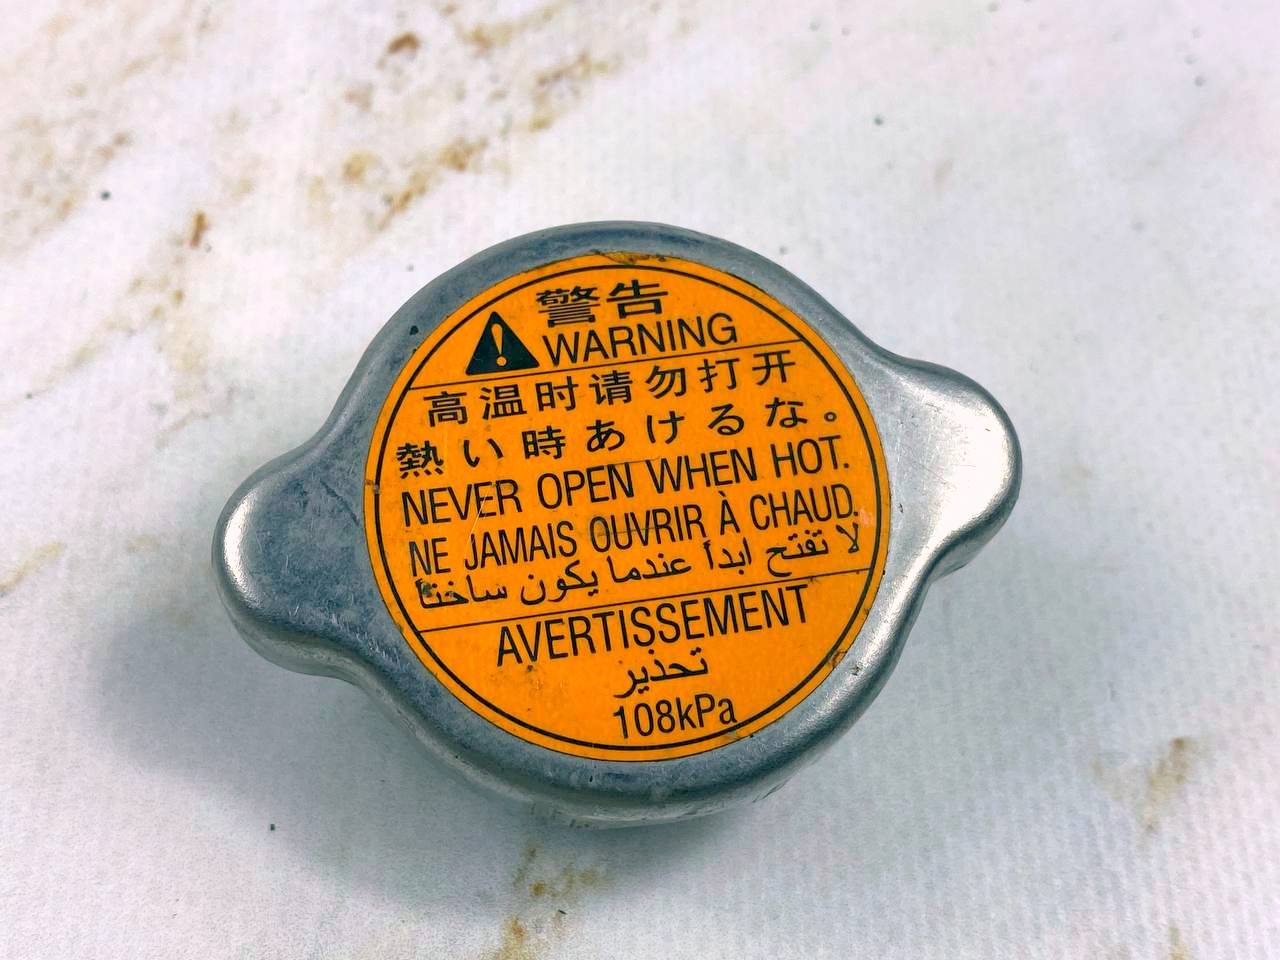 警告
WARNING
高温时请勿打开
熱い時あけるな。
NEVER OPEN WHEN HOT.
NE JAMAIS OUVRIR À CHAUD.
لا تفتح ابدأ عندما يكون ساخنتاً
AVERTISSEMENT
تحذير
108kPa